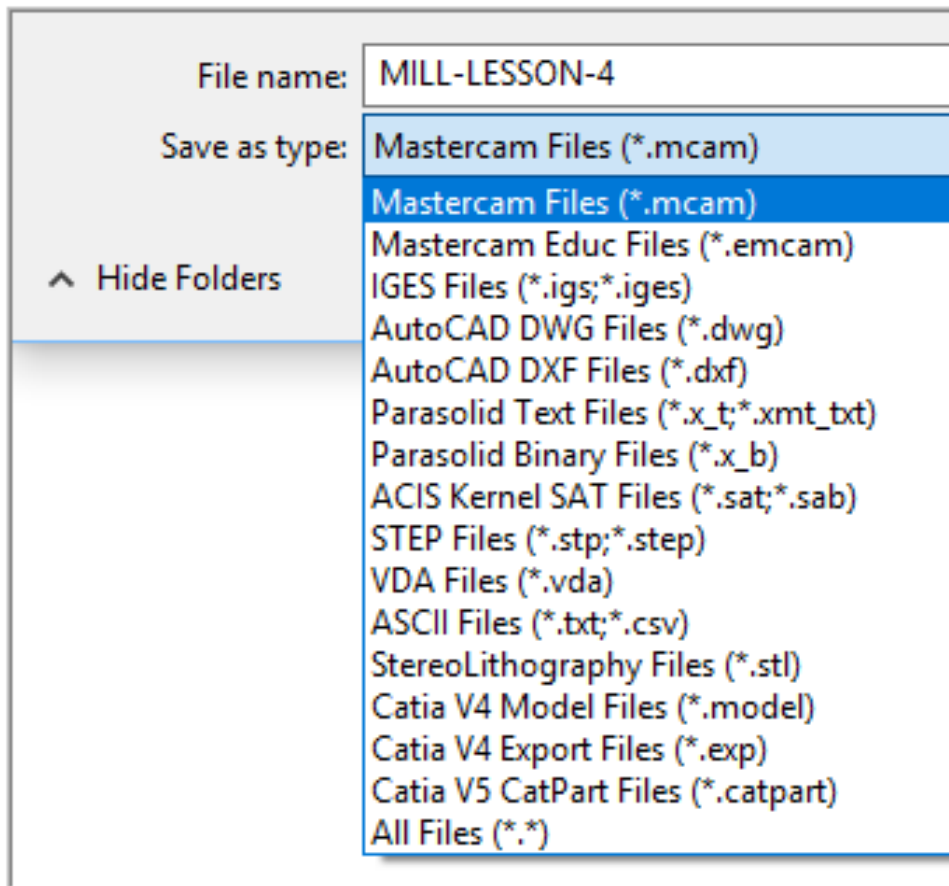 File name: MILL-LESSON-4
Save as type: Mastercam Files (*.mcam)
Mastercam Files (*.mcam)
Mastercam Educ Files (*.emcam)
Hide Folders
IGES Files (*.igs;*.iges)
AutoCAD DWG Files (*.dwg)
AutoCAD DXF Files (*.dxf)
Parasolid Text Files (*.x_t;*.xmt_txt)
Parasolid Binary Files (*.x_b)
ACIS Kernel SAT Files (*.sat;*.sab)
STEP Files (*.stp;*.step)
VDA Files (*.vda)
ASCII Files (*.txt;*.csv)
StereoLithography Files (*.stl)
Catia V4 Model Files (*.model)
Catia V4 Export Files (*.exp)
Catia V5 CatPart Files (*.catpart)
All Files (*.*)